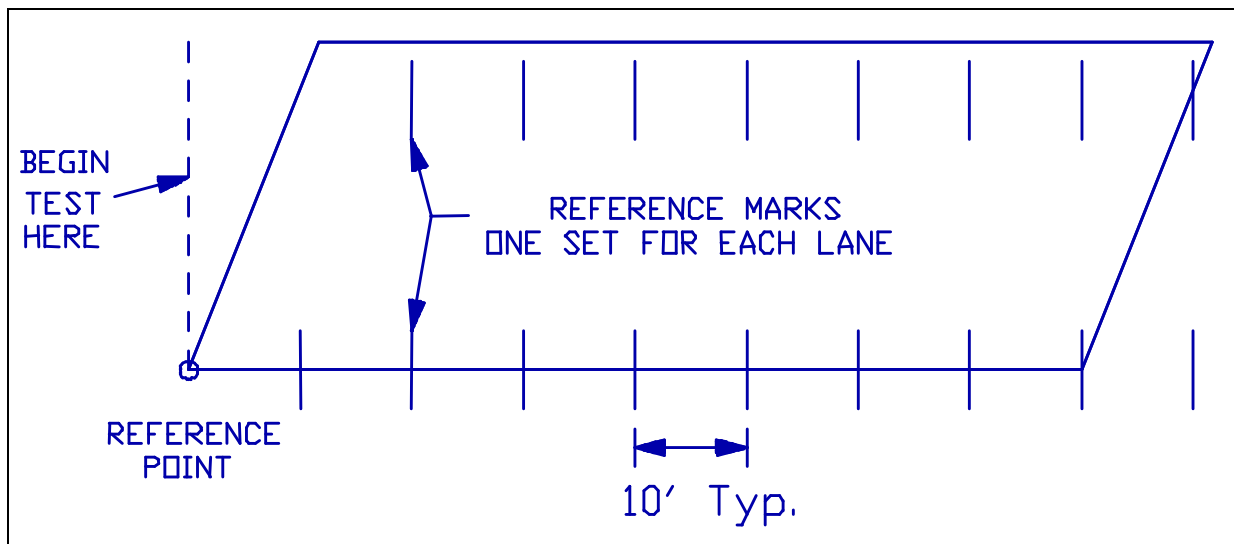 BEGIN
TEST
HERE
REFERENCE MARKS
ONE SET FOR EACH LANE
REFERENCE
POINT
10' Typ.